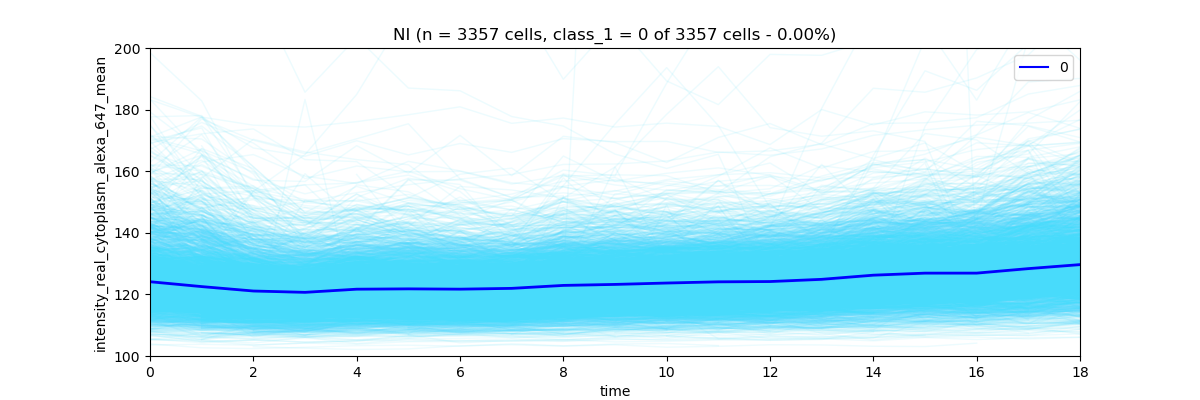 NI (n = 3357 cells, class_1 = 0 of 3357 cells - 0.00%)
intensity_real_cytoplasm_alexa_647_mean
200
180
160
140
120
100
0
0 2 4 6 8 10 12 14 16 18
time